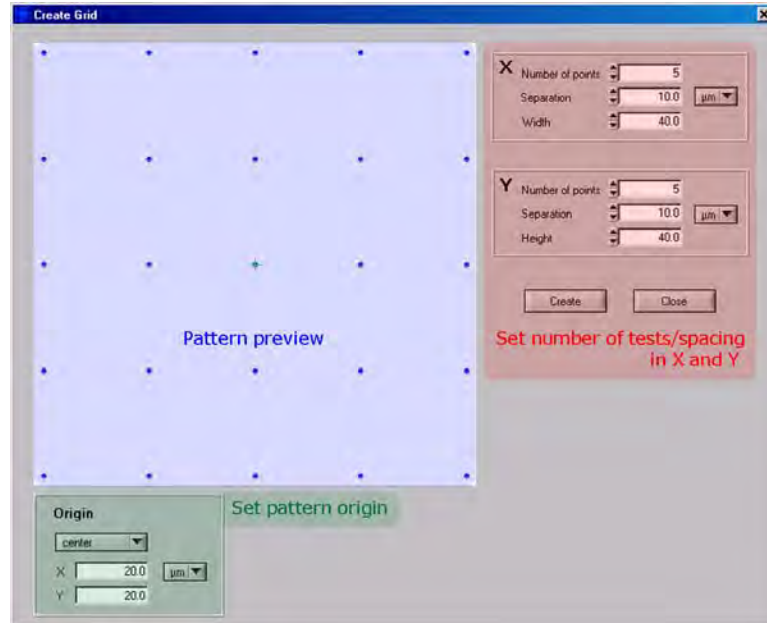 Create Grid
X
Number of points 5
Separation 10.0 µm
Width 40.0
Y
Number of points 5
Separation 10.0 µm
Height 40.0
Create Close
Pattern preview
Set number of tests/spacing
in X and Y
Origin
Set pattern origin
center
X 20.0 µm
Y 20.0